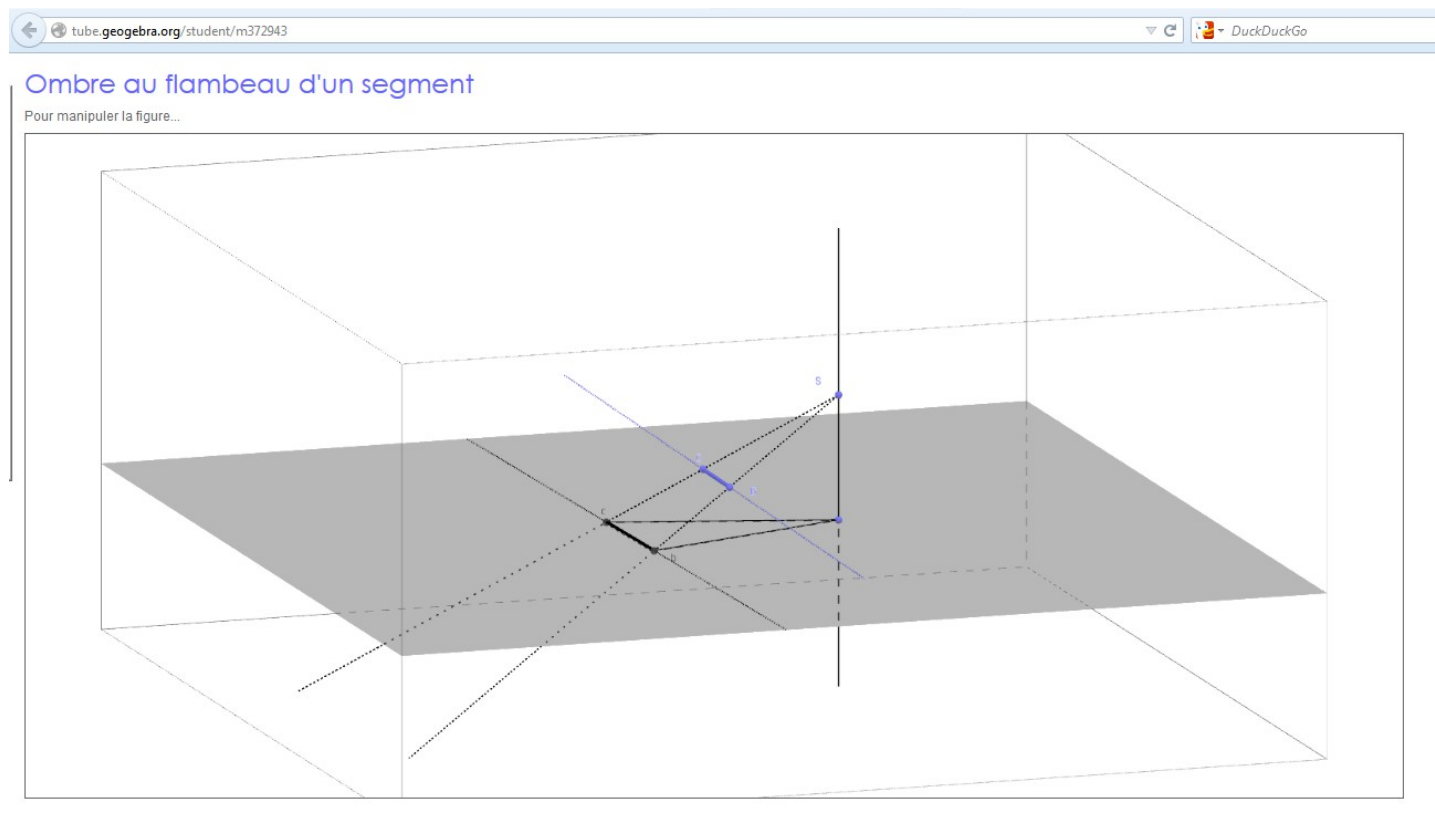 tube.geogebra.org/student/m372943
DuckDuckGo
Ombre au flambeau d'un segment
Pour manipuler la figure...
S
b